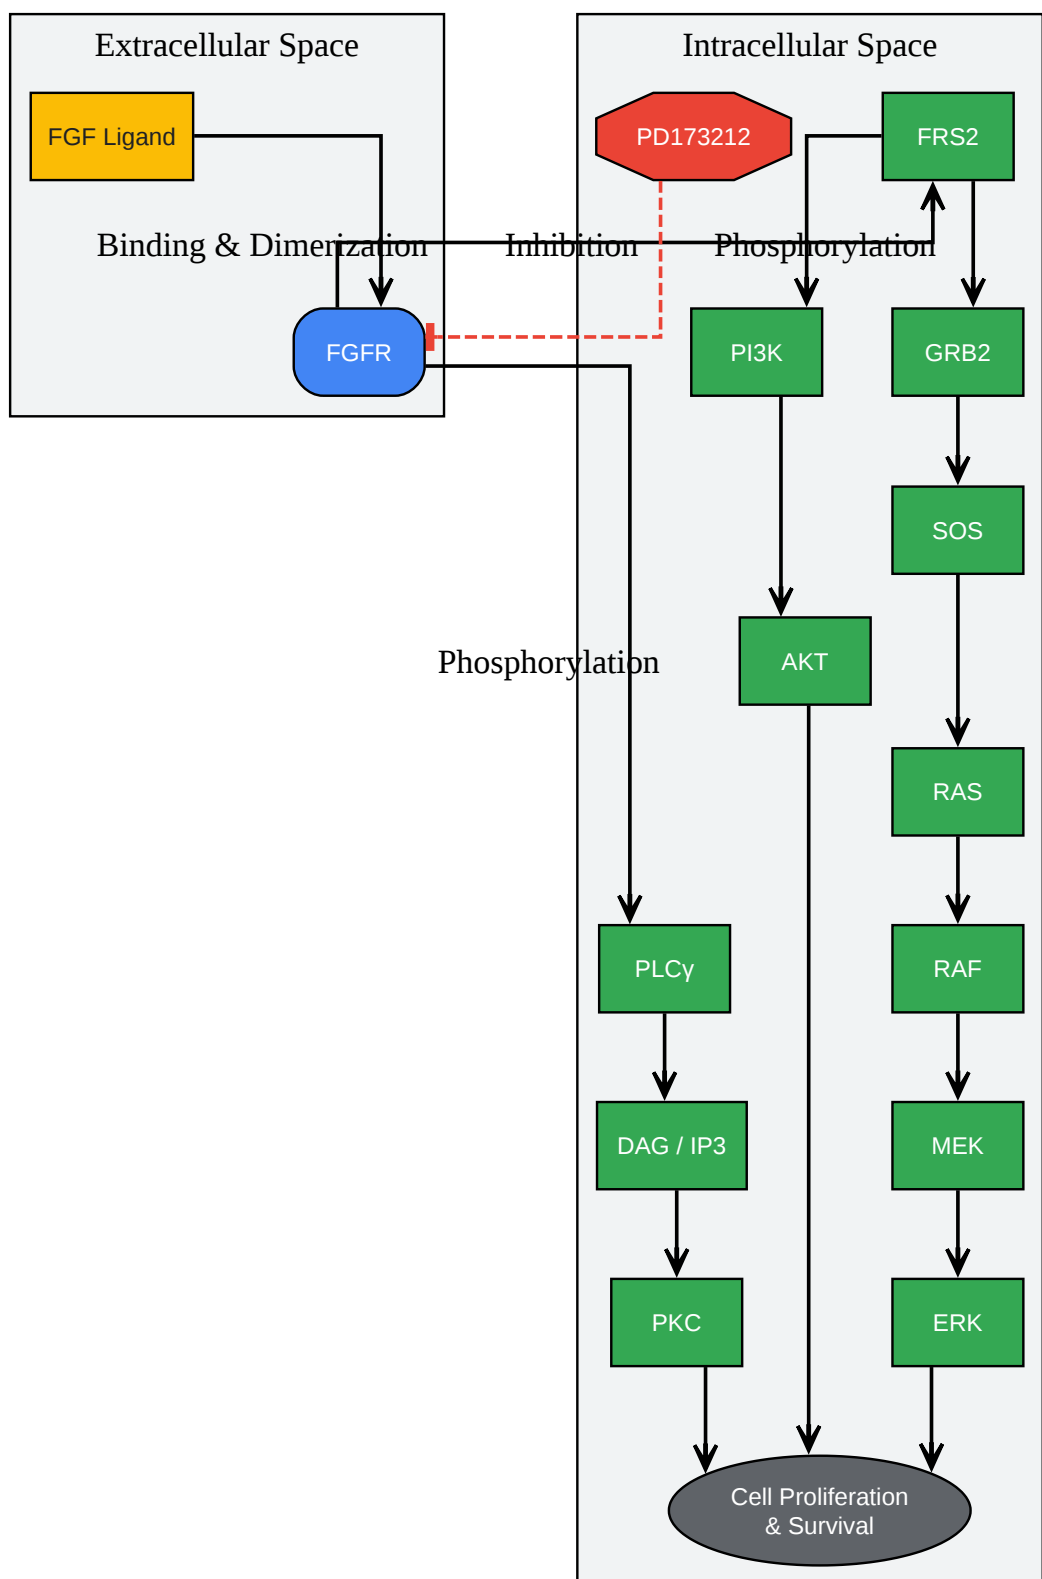 Extracellular Space
Intracellular Space
FGF Ligand
PD173212
FRS2
Binding & Dimerization
Inhibition
Phosphorylation
FGFR
PI3K
GRB2
SOS
Phosphorylation
AKT
RAS
PLCγ
RAF
DAG / IP3
MEK
PKC
ERK
Cell Proliferation
& Survival